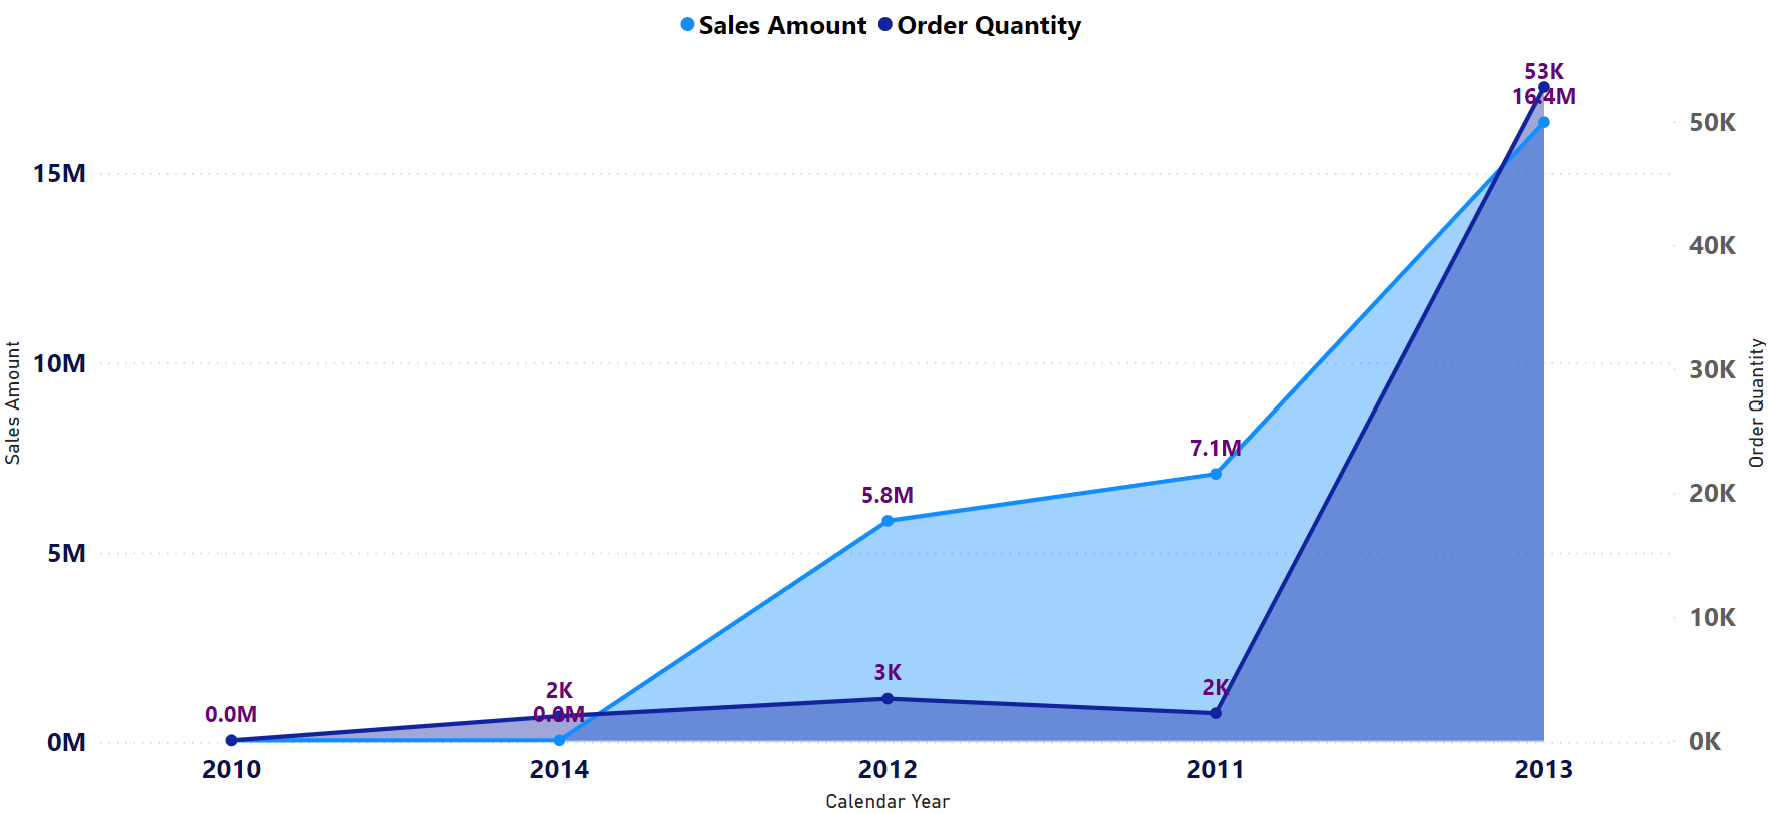 Sales Amount Order Quantity
53K
16.4M
50K
15M
40K
10M
30K
Sales Amount
Order Quantity
7.1M
5.8M
20K
5M
10K
3K
2K
2K
0.0M
0.0M
0M
0K
2010 2014 2012 2011 2013
Calendar Year